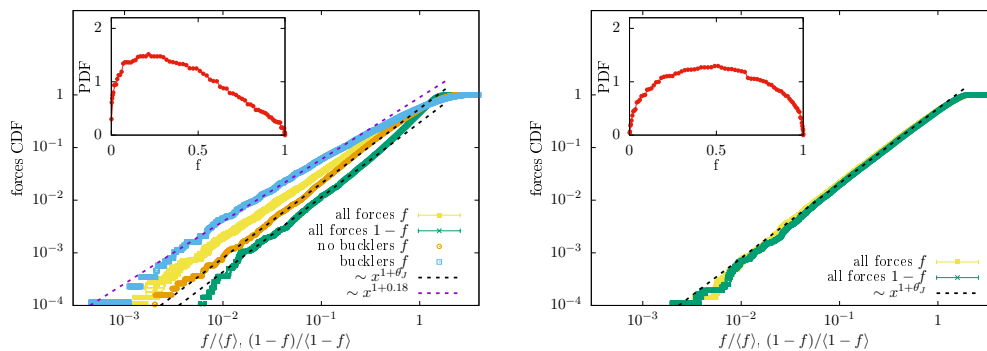 2
1
0
PDF
0
0.5
1
f
1
10⁻¹
10⁻²
10⁻³
10⁻⁴
forces CDF
all forces f
all forces 1 − f
no bucklers f
bucklers f
∼ x^{1+θ_J}
∼ x^{1+0.18}
10⁻³
10⁻²
10⁻¹
1
f/⟨f⟩, (1 − f)/⟨1 − f⟩
2
1
0
PDF
0
0.5
1
f
1
10⁻¹
10⁻²
10⁻³
10⁻⁴
forces CDF
all forces f
all forces 1 − f
∼ x^{1+θ_J}
10⁻³
10⁻²
10⁻¹
1
f/⟨f⟩, (1 − f)/⟨1 − f⟩